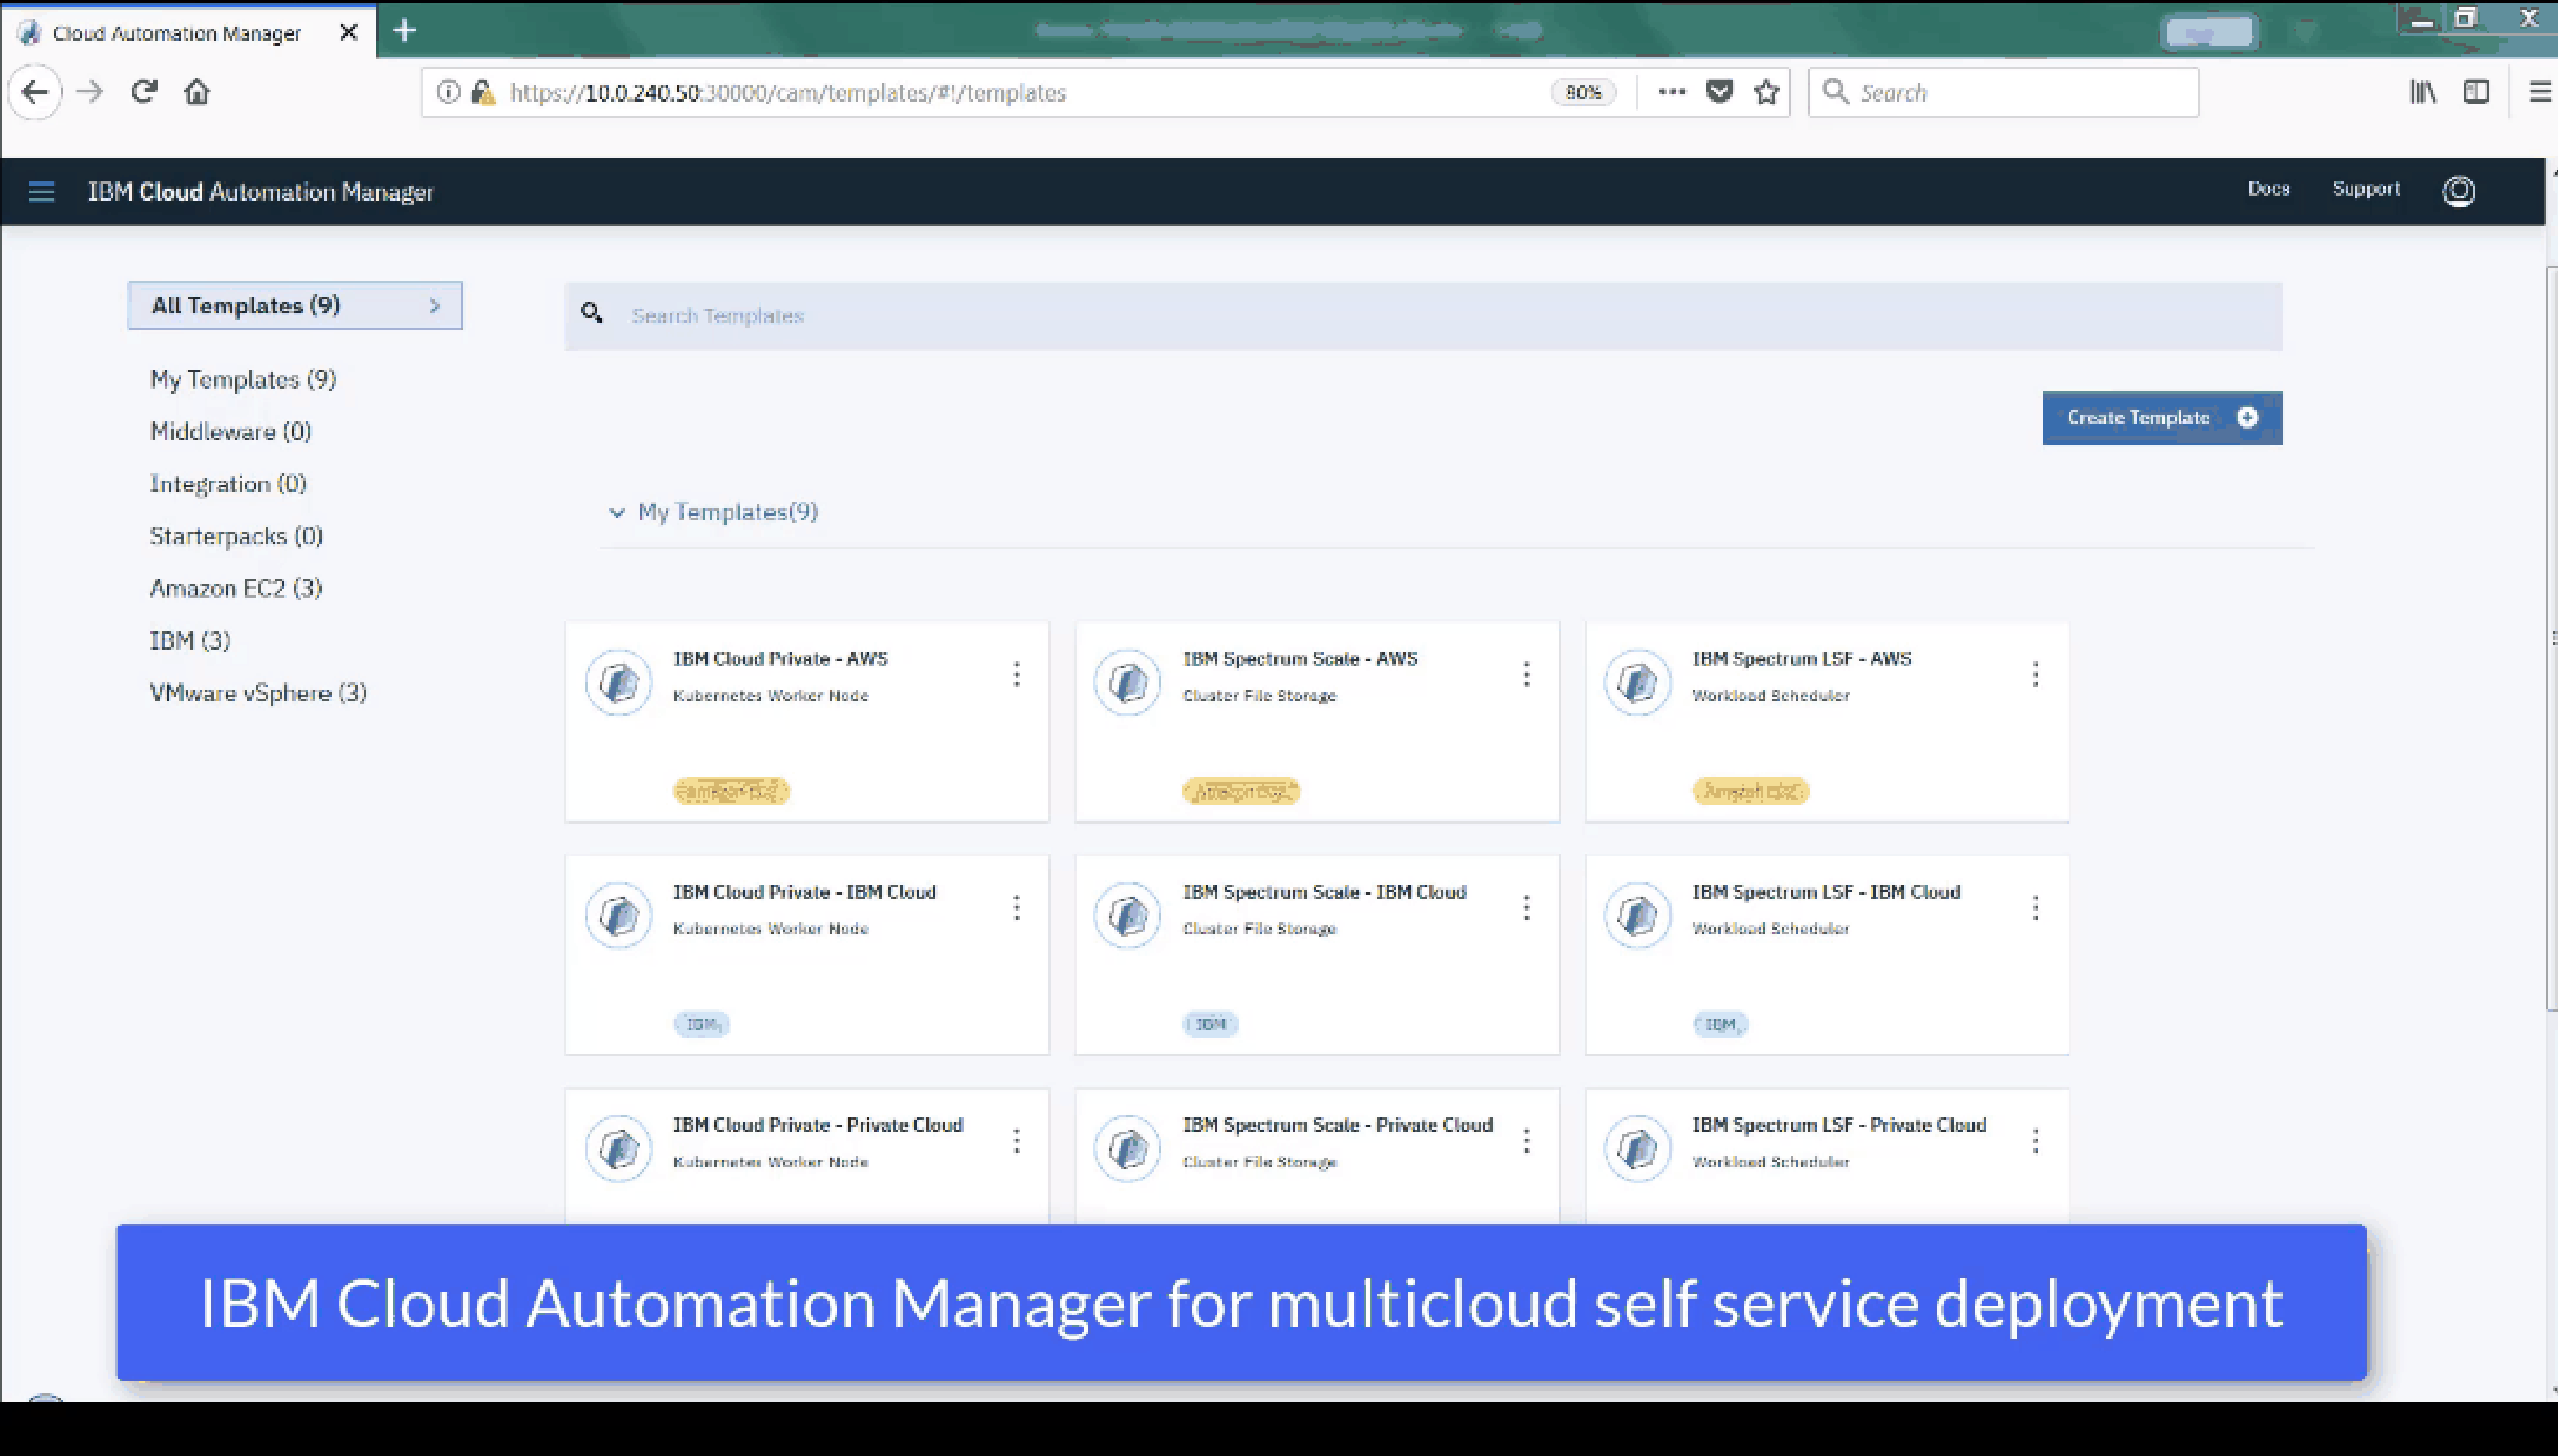 Cloud Automation Manager
https://10.0.240.50:30000/cam/templates/#!/templates
80%
Search
IBM Cloud Automation Manager
Docs
Support
All Templates (9)
Search Templates
My Templates (9)
Middleware (0)
Integration (0)
Starterpacks (0)
Amazon EC2 (3)
IBM (3)
VMware vSphere (3)
Create Template
My Templates(9)
IBM Cloud Private - AWS
Kubernetes Worker Node
Amazon EC2
IBM Spectrum Scale - AWS
Cluster File Storage
Amazon EC2
IBM Spectrum LSF - AWS
Workload Scheduler
Amazon EC2
IBM Cloud Private - IBM Cloud
Kubernetes Worker Node
IBM
IBM Spectrum Scale - IBM Cloud
Cluster File Storage
IBM
IBM Spectrum LSF - IBM Cloud
Workload Scheduler
IBM
IBM Cloud Private - Private Cloud
Kubernetes Worker Node
IBM Spectrum Scale - Private Cloud
Cluster File Storage
IBM Spectrum LSF - Private Cloud
Workload Scheduler
IBM Cloud Automation Manager for multicloud self service deployment